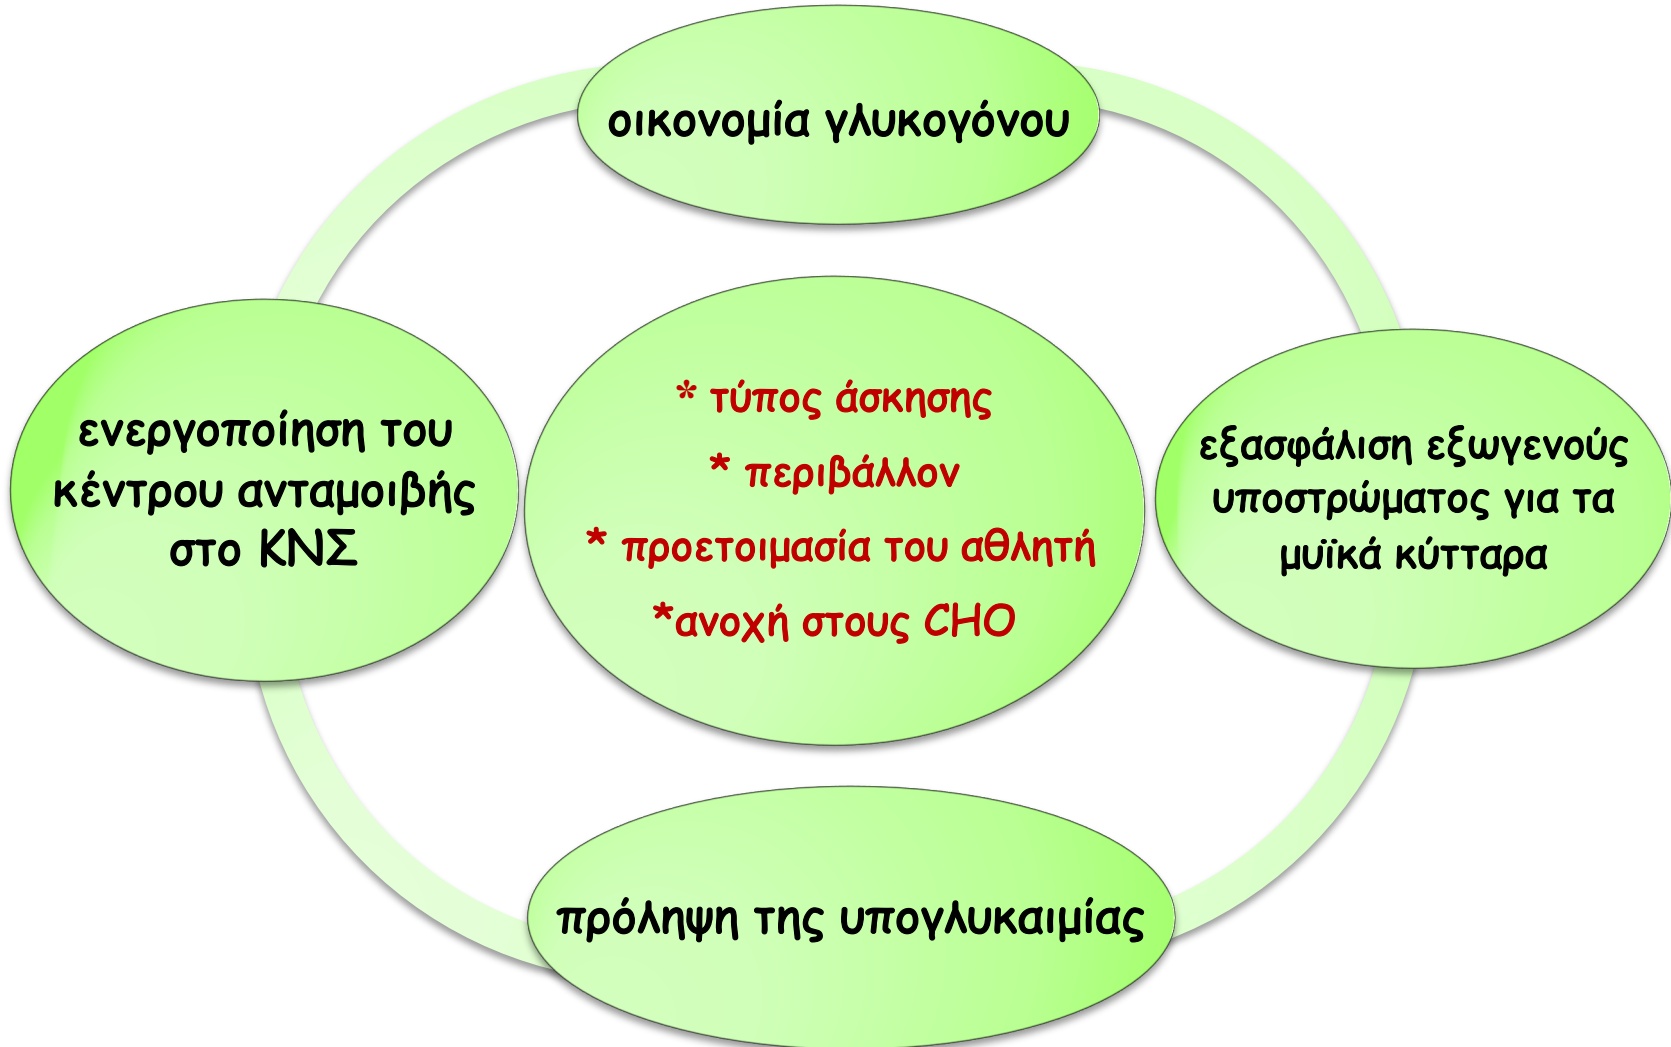 οικονομία γλυκογόνου
ενεργοποίηση του
κέντρου ανταμοιβής
στο ΚΝΣ
* τύπος άσκησης
* περιβάλλον
* προετοιμασία του αθλητή
*ανοχή στους CHO
εξασφάλιση εξωγενούς
υποστρώματος για τα
μυϊκά κύτταρα
πρόληψη της υπογλυκαιμίας